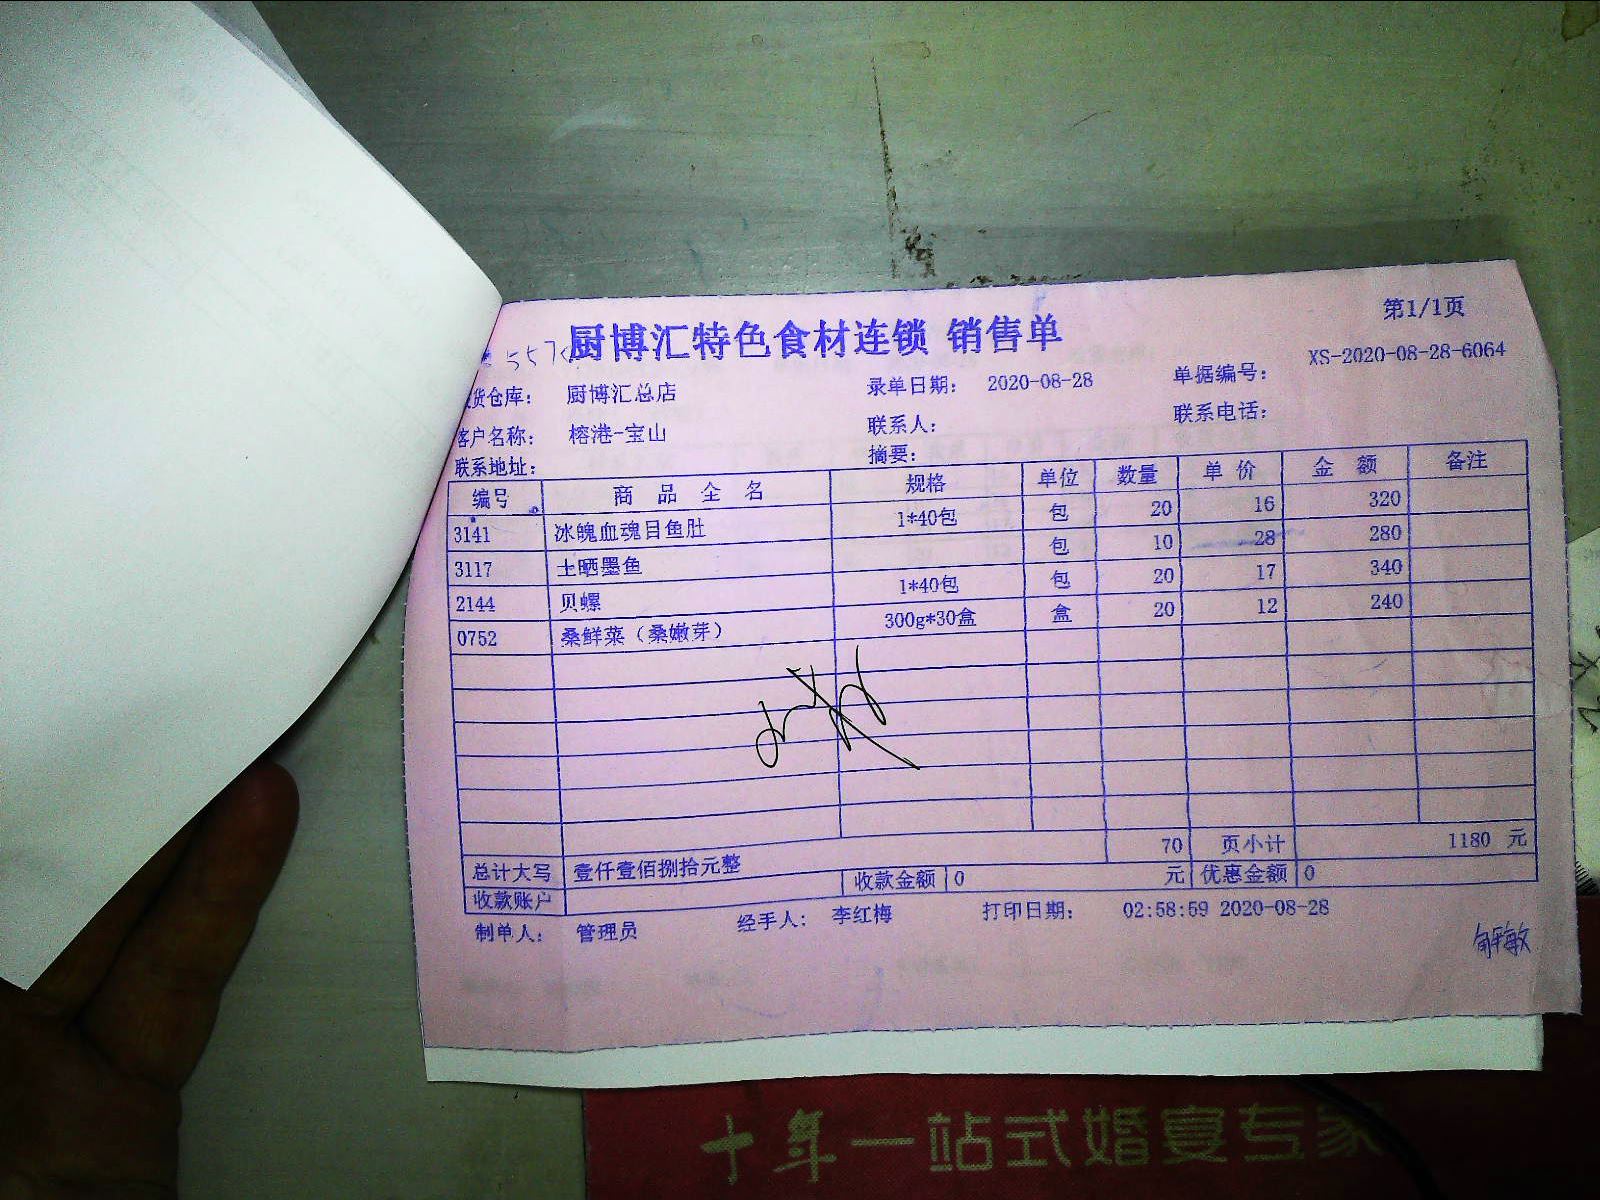 第1/1页
厨博汇特色食材连锁 销售单
557
货仓库： 厨博汇总店 录单日期： 2020-08-28 单据编号： XS-2020-08-28-6064
客户名称： 榕港-宝山 联系人： 联系电话：
联系地址： 摘要：
编号 商品全名 规格 单位 数量 单价 金额 备注
3141 冰魄血魂目鱼肚 1*40包 包 20 16 320
3117 土晒墨鱼 包 10 28 280
2144 贝螺 1*40包 包 20 17 340
0752 桑鲜菜（桑嫩芽） 300g*30盒 盒 20 12 240
70 页小计 1180 元
总计大写 壹仟壹佰捌拾元整
收款账户 收款金额 0 元 优惠金额 0
制单人： 管理员 经手人： 李红梅 打印日期： 02:58:59 2020-08-28
十年一站式婚宴专家